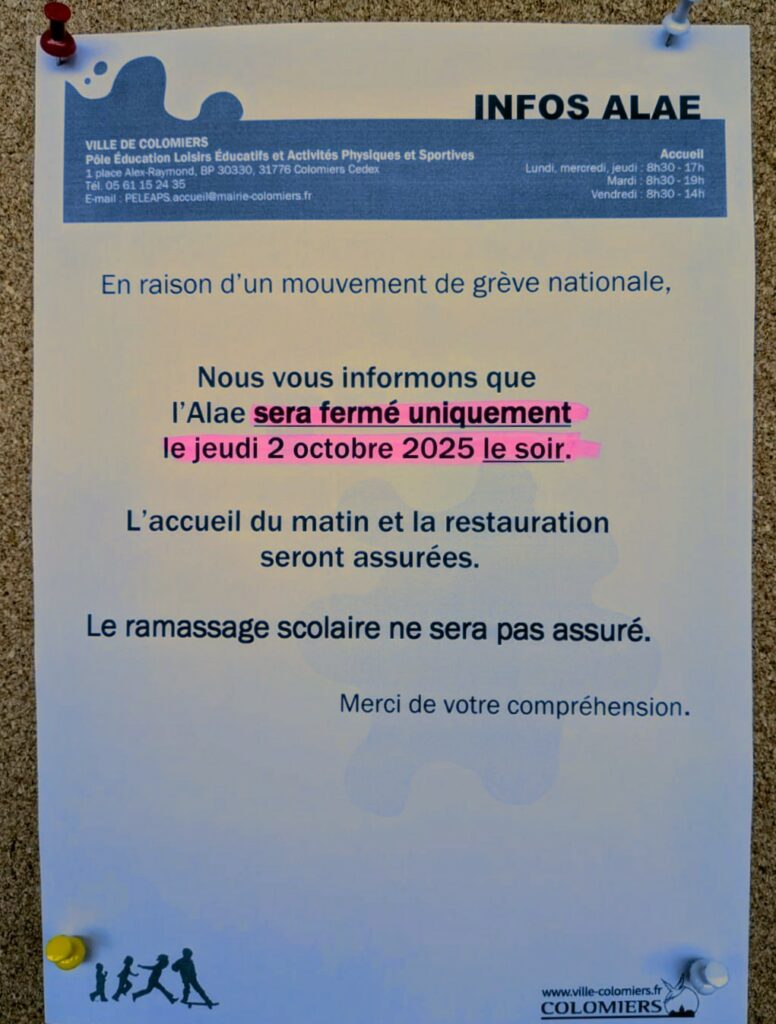 INFOS ALAE
VILLE DE COLOMIERS
Pôle Éducation Loisirs Éducatifs et Activités Physiques et Sportives
1 place Alex-Raymond, BP 30330, 31776 Colomiers Cedex
Tél. 05 61 15 24 35
E-mail : PELEAPS.accueil@mairie-colomiers.fr
Accueil
Lundi, mercredi, jeudi : 8h30 - 17h
Mardi : 8h30 - 19h
Vendredi : 8h30 - 14h
En raison d'un mouvement de grève nationale,
Nous vous informons que
l'Alae sera fermé uniquement
le jeudi 2 octobre 2025 le soir.
L'accueil du matin et la restauration
seront assurées.
Le ramassage scolaire ne sera pas assuré.
Merci de votre compréhension.
www.ville-colomiers.fr
COLOMIERS